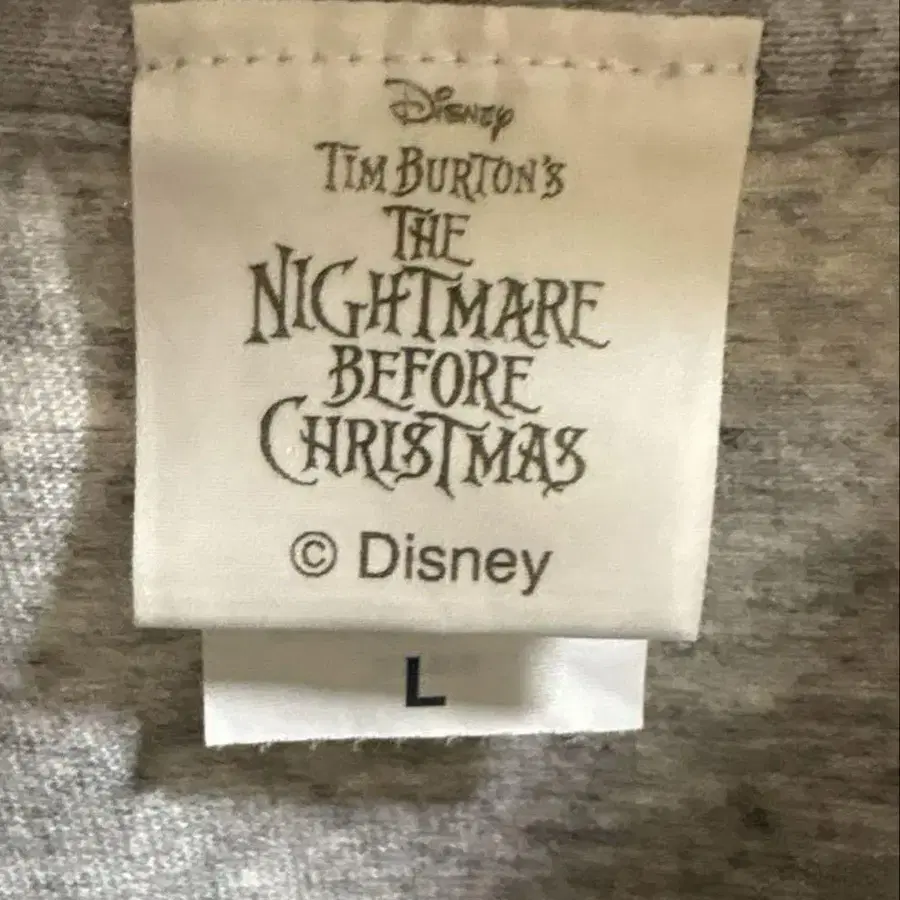 Disney
TIM BURTON'S
THE
NIGHTMARE
BEFORE
CHRISTMAS
© Disney
L